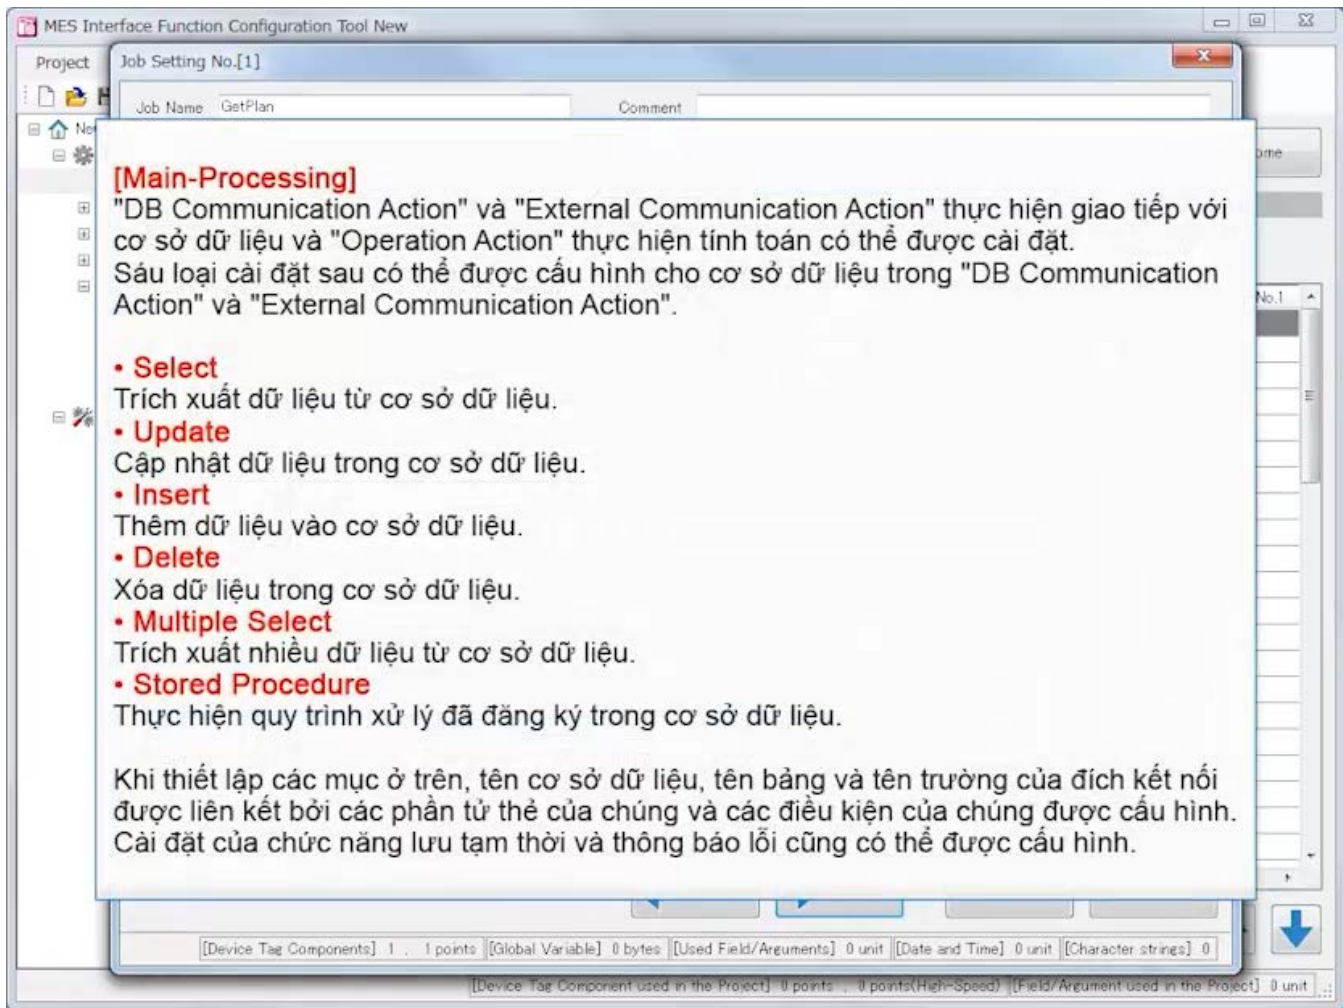 MES Interface Function Configuration Tool New
Project
Job Setting No.[1]
Job Name GetPlan Comment
[Main-Processing]
"DB Communication Action" và "External Communication Action" thực hiện giao tiếp với
cơ sở dữ liệu và "Operation Action" thực hiện tính toán có thể được cài đặt.
Sáu loại cài đặt sau có thể được cấu hình cho cơ sở dữ liệu trong "DB Communication
Action" và "External Communication Action".
• Select
Trích xuất dữ liệu từ cơ sở dữ liệu.
• Update
Cập nhật dữ liệu trong cơ sở dữ liệu.
• Insert
Thêm dữ liệu vào cơ sở dữ liệu.
• Delete
Xóa dữ liệu trong cơ sở dữ liệu.
• Multiple Select
Trích xuất nhiều dữ liệu từ cơ sở dữ liệu.
• Stored Procedure
Thực hiện quy trình xử lý đã đăng ký trong cơ sở dữ liệu.
Khi thiết lập các mục ở trên, tên cơ sở dữ liệu, tên bảng và tên trường của đích kết nối
được liên kết bởi các phần tử thẻ của chúng và các điều kiện của chúng được cấu hình.
Cài đặt của chức năng lưu tạm thời và thông báo lỗi cũng có thể được cấu hình.
No.1
[Device Tag Components] 1 , 1 points [Global Variable] 0 bytes [Used Field/Arguments] 0 unit [Date and Time] 0 unit [Character strings] 0
[Device Tag Component used in the Project] 0 points , 0 points(High-Speed) [Field/Argument used in the Project] 0 unit